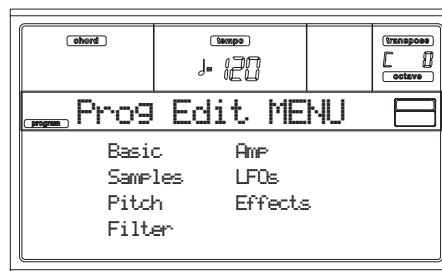 chord tempo transpose
♩= 120 C 0
octave
program Prog Edit MENU
Basic Amp
Samples LFOs
Pitch Effects
Filter